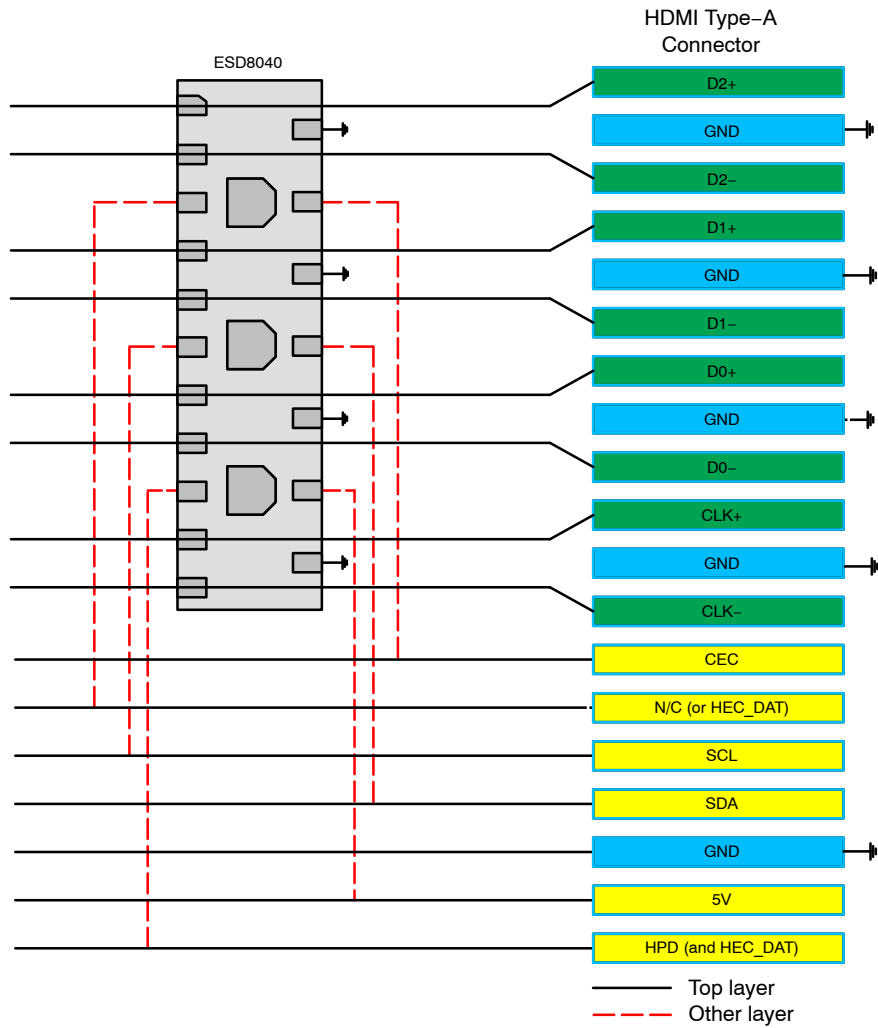 HDMI Type−A
Connector
ESD8040
D2+
GND
D2−
D1+
GND
D1−
D0+
GND
D0−
CLK+
GND
CLK−
CEC
N/C (or HEC_DAT)
SCL
SDA
GND
5V
HPD (and HEC_DAT)
Top layer
Other layer